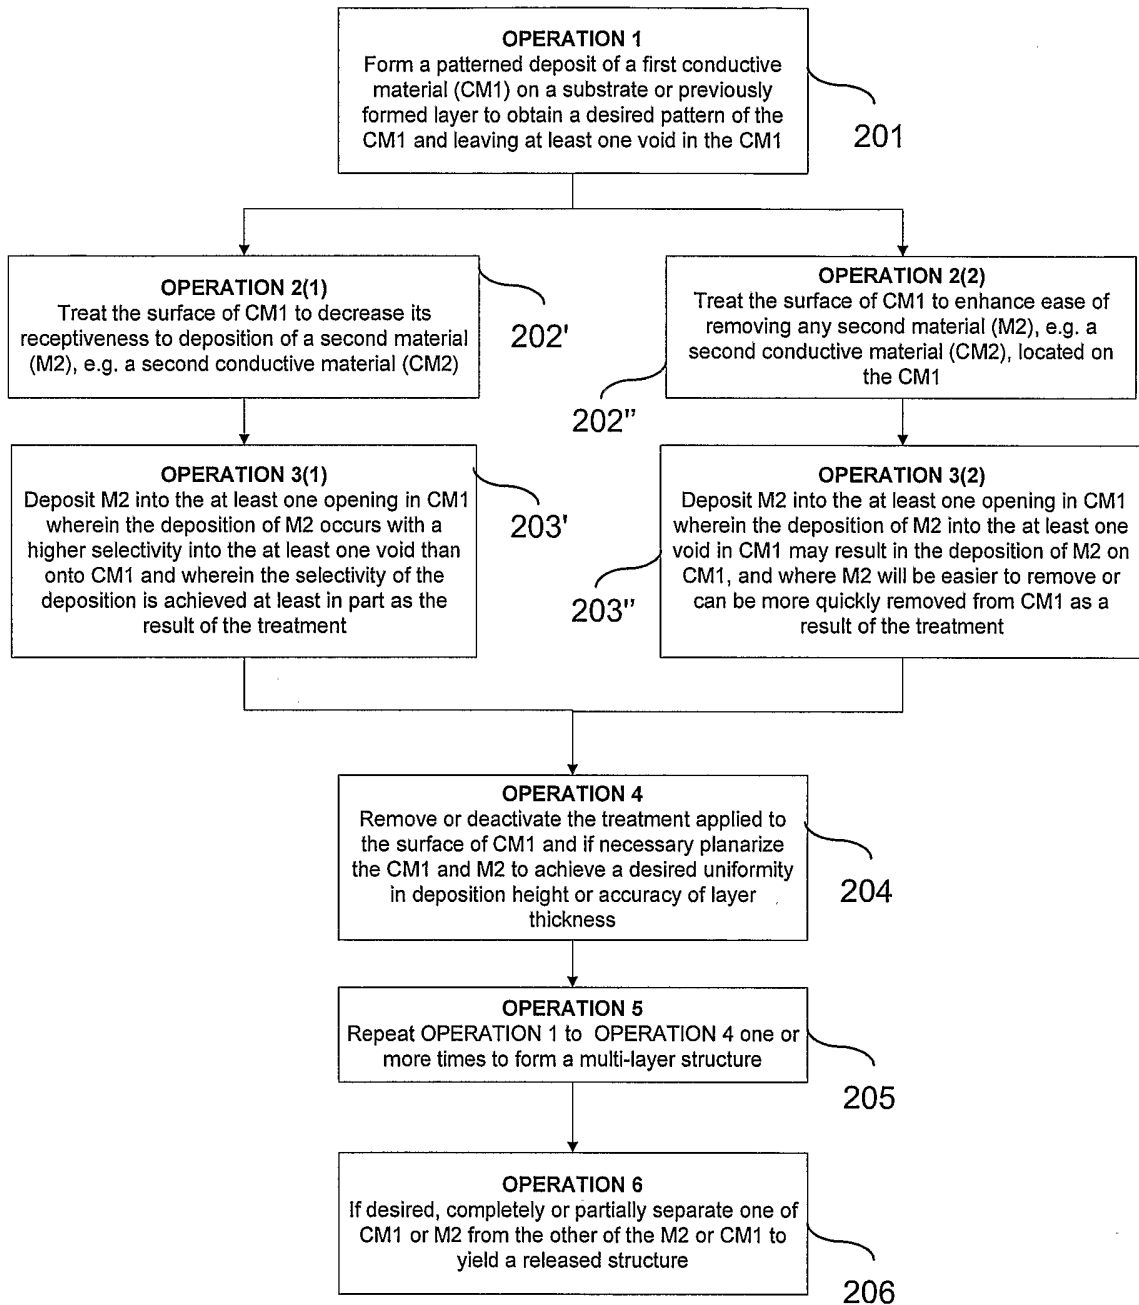 OPERATION 1
Form a patterned deposit of a first conductive
material (CM1) on a substrate or previously
formed layer to obtain a desired pattern of the
CM1 and leaving at least one void in the CM1
201
OPERATION 2(1)
Treat the surface of CM1 to decrease its
receptiveness to deposition of a second material
(M2), e.g. a second conductive material (CM2)
202'
OPERATION 2(2)
Treat the surface of CM1 to enhance ease of
removing any second material (M2), e.g. a
second conductive material (CM2), located on
the CM1
202"
OPERATION 3(1)
Deposit M2 into the at least one opening in CM1
wherein the deposition of M2 occurs with a
higher selectivity into the at least one void than
onto CM1 and wherein the selectivity of the
deposition is achieved at least in part as the
result of the treatment
203'
OPERATION 3(2)
Deposit M2 into the at least one opening in CM1
wherein the deposition of M2 into the at least one
void in CM1 may result in the deposition of M2 on
CM1, and where M2 will be easier to remove or
can be more quickly removed from CM1 as a
result of the treatment
203"
OPERATION 4
Remove or deactivate the treatment applied to
the surface of CM1 and if necessary planarize
the CM1 and M2 to achieve a desired uniformity
in deposition height or accuracy of layer
thickness
204
OPERATION 5
Repeat OPERATION 1 to OPERATION 4 one or
more times to form a multi-layer structure
205
OPERATION 6
If desired, completely or partially separate one of
CM1 or M2 from the other of the M2 or CM1 to
yield a released structure
206